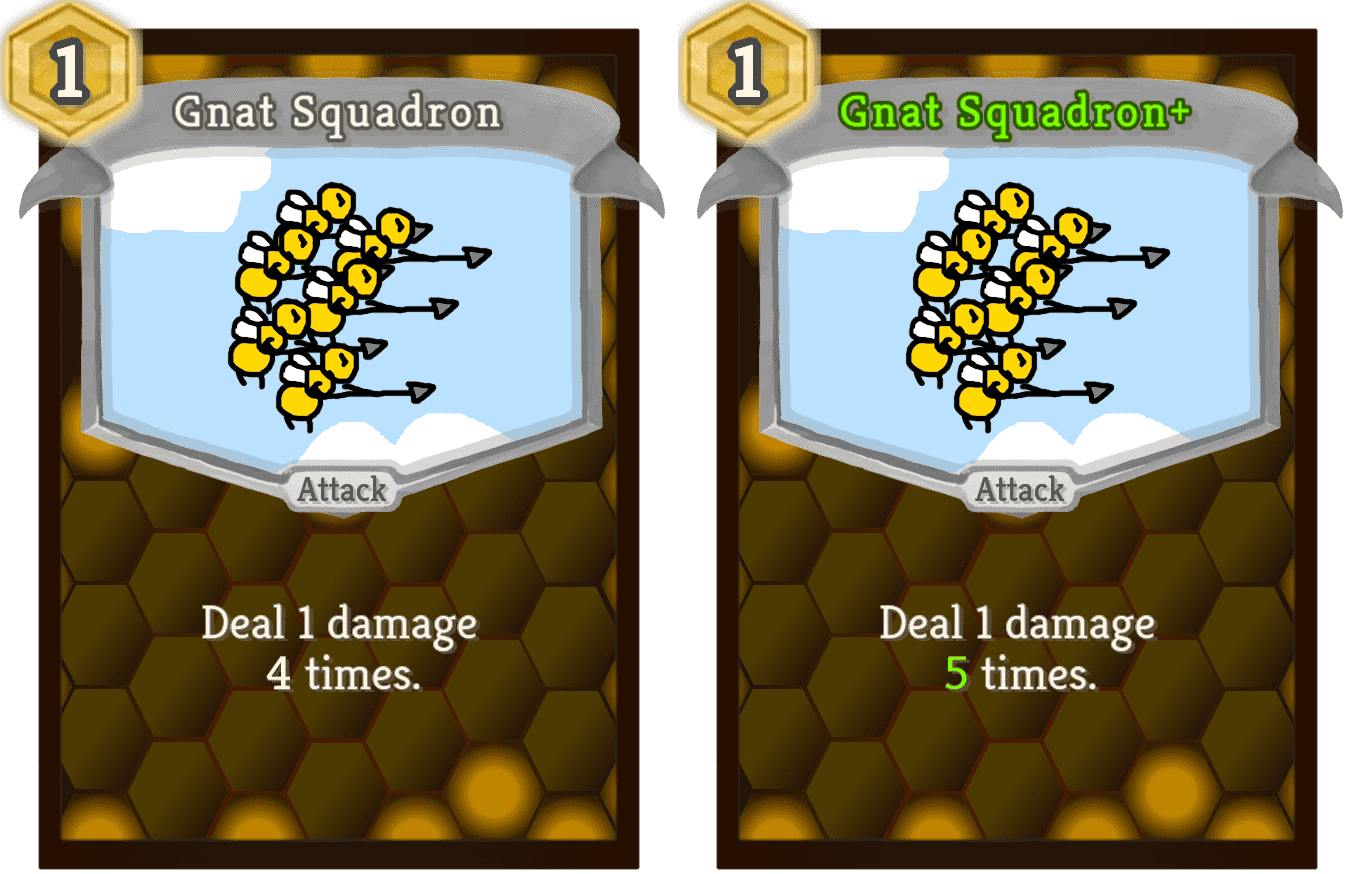 1
Gnat Squadron
Attack
Deal 1 damage
4 times.
1
Gnat Squadron+
Attack
Deal 1 damage
5 times.